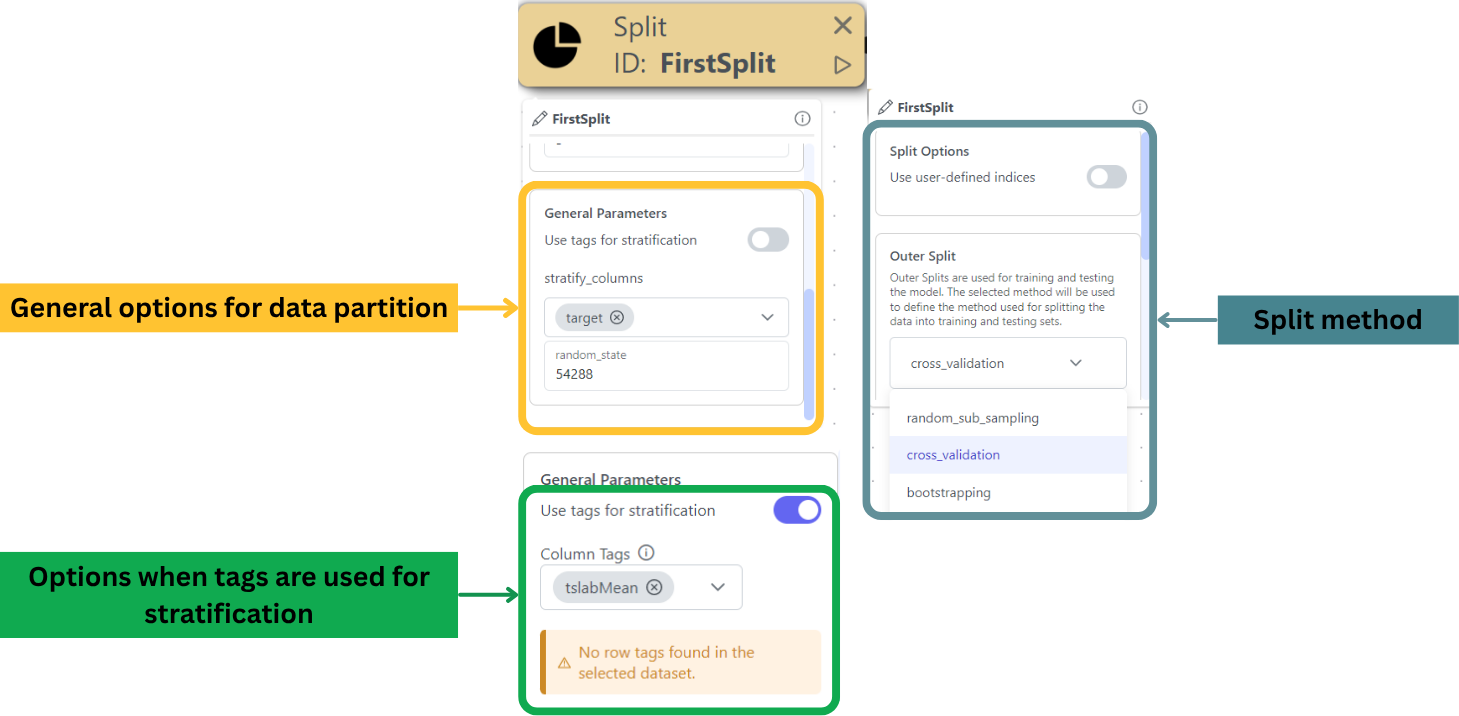 Split
ID: FirstSplit
FirstSplit
-
General Parameters
Use tags for stratification
stratify_columns
target
random_state
54288
General options for data partition
General Parameters
Use tags for stratification
Column Tags
tslabMean
No row tags found in the
selected dataset.
Options when tags are used for
stratification
FirstSplit
Split Options
Use user-defined indices
Outer Split
Outer Splits are used for training and testing
the model. The selected method will be used
to define the method used for splitting the
data into training and testing sets.
cross_validation
random_sub_sampling
cross_validation
bootstrapping
Split method